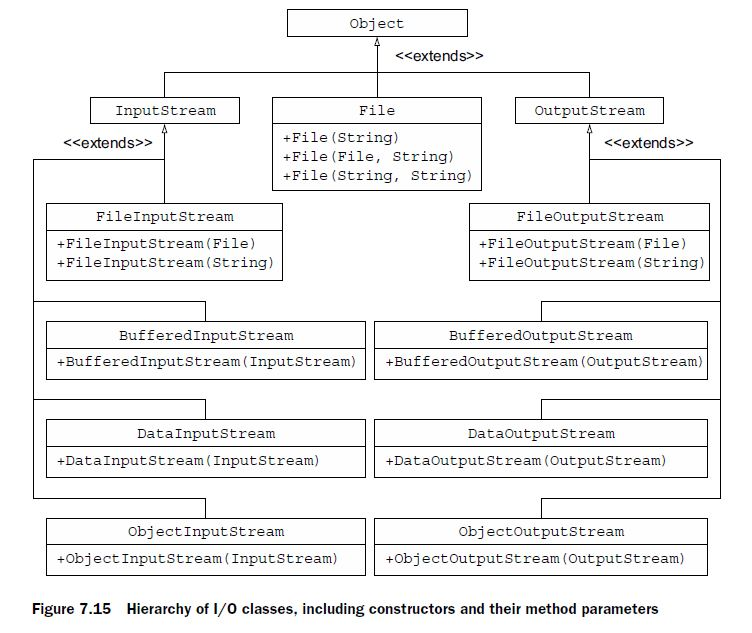 Object
<<extends>>
InputStream
File
OutputStream
+File(String)
+File(File, String)
+File(String, String)
<<extends>>
<<extends>>
FileInputStream
+FileInputStream(File)
+FileInputStream(String)
FileOutputStream
+FileOutputStream(File)
+FileOutputStream(String)
BufferedInputStream
+BufferedInputStream(InputStream)
BufferedOutputStream
+BufferedOutputStream(OutputStream)
DataInputStream
+DataInputStream(InputStream)
DataOutputStream
+DataOutputStream(OutputStream)
ObjectInputStream
+ObjectInputStream(InputStream)
ObjectOutputStream
+ObjectOutputStream(OutputStream)
Figure 7.15 Hierarchy of I/O classes, including constructors and their method parameters